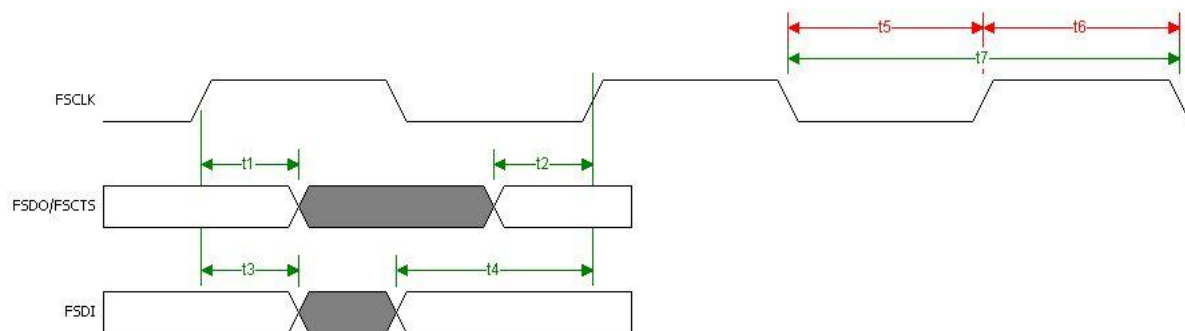 t5 t6
t7
FSCLK
t1 t2
FSDO/FSCTS
t3 t4
FSDI